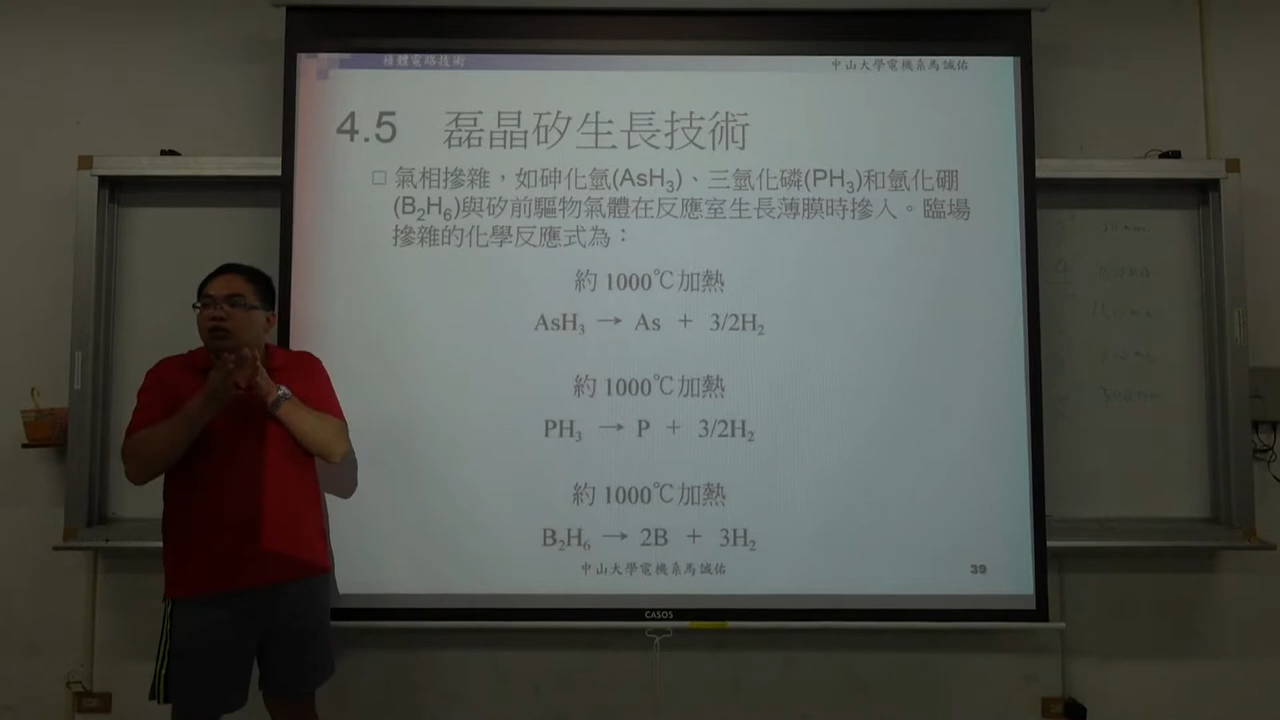 積體電路技術
中山大學電機系馬誠佑
4.5 磊晶矽生長技術
□ 氣相摻雜，如砷化氫(AsH₃)、三氫化磷(PH₃)和氫化硼
(B₂H₆)與矽前驅物氣體在反應室生長薄膜時摻入。臨場
摻雜的化學反應式為：
約 1000℃加熱
AsH₃ → As + 3/2H₂
約 1000℃加熱
PH₃ → P + 3/2H₂
約 1000℃加熱
B₂H₆ → 2B + 3H₂
中山大學電機系馬誠佑
39
CASOS